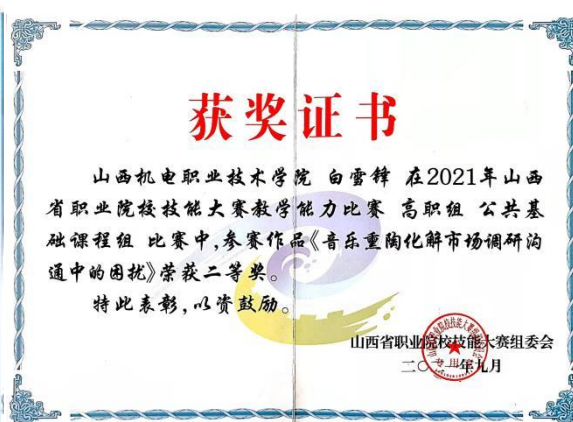 获奖证书
山西机电职业技术学院 白雪锋 在2021年山西
省职业院校技能大赛教学能力比赛 高职组 公共基
础课程组 比赛中,参赛作品《音乐重陶化解市场调研沟
通中的困扰》荣获二等奖。
特此表彰,以资鼓励。
山西省职业院校技能大赛组委会
二〇二一年九月